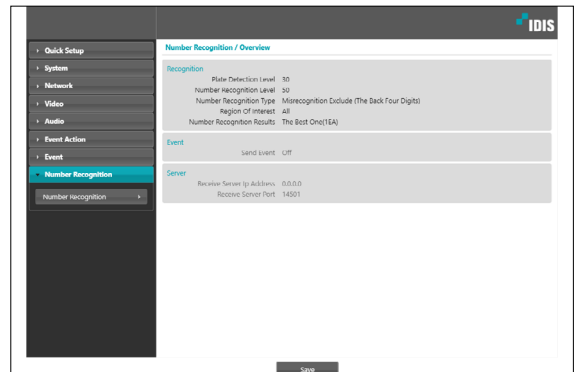 IDIS
Quick Setup
System
Network
Video
Audio
Event Action
Event
Number Recognition
Number Recognition
Number Recognition / Overview
Recognition
Plate Detection Level 30
Number Recognition Level 50
Number Recognition Type Misrecognition Exclude (The Back Four Digits)
Region Of Interest All
Number Recognition Results The Best One(1EA)
Event
Send Event Off
Server
Receive Server Ip Address 0.0.0.0
Receive Server Port 14501
Save